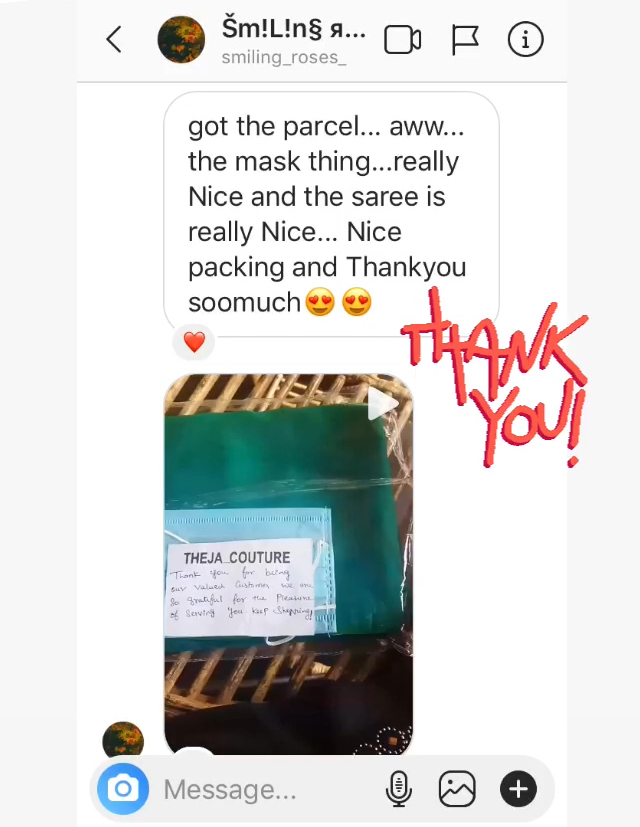 Šm!L!n§ я...
smiling_roses_
got the parcel... aww...
the mask thing...really
Nice and the saree is
really Nice... Nice
packing and Thankyou
soomuch😍😍
THANK
YOU!
THEJA_COUTURE
Thank you for being
our valued Customer we are
so grateful for the Pleasure
of serving you keep shopping
Message...